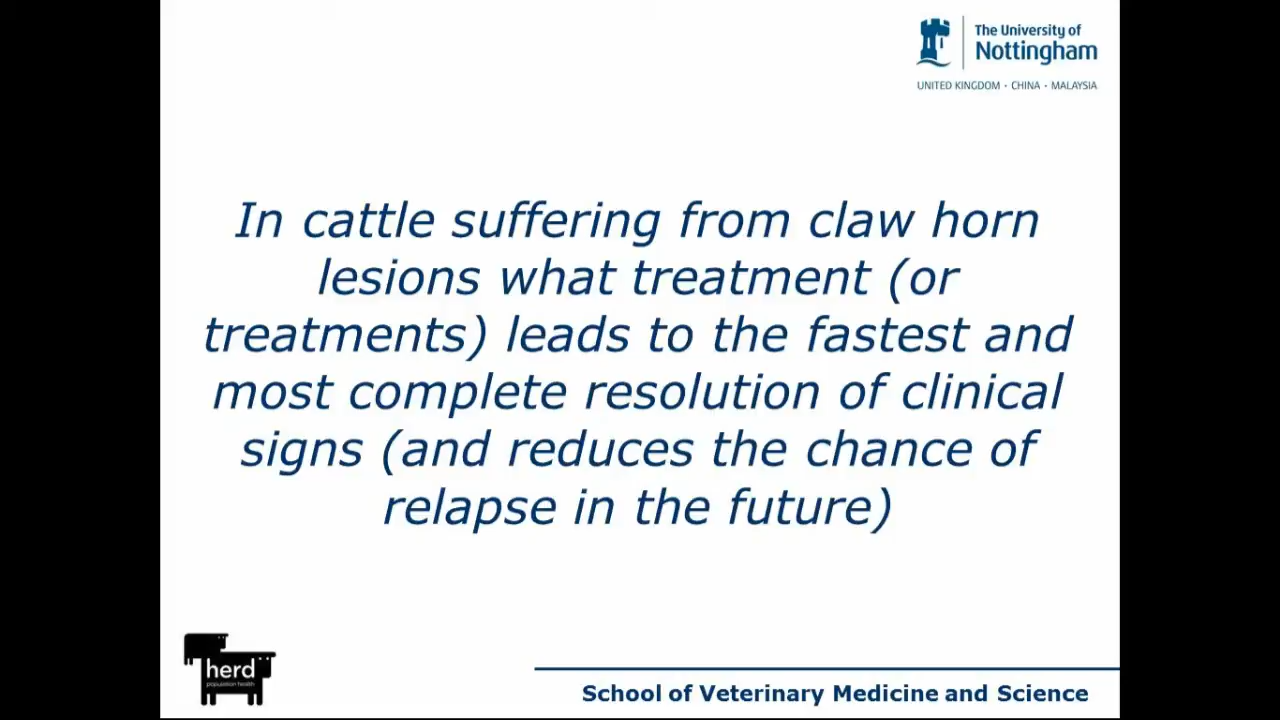 The University of
Nottingham
UNITED KINGDOM · CHINA · MALAYSIA
In cattle suffering from claw horn
lesions what treatment (or
treatments) leads to the fastest and
most complete resolution of clinical
signs (and reduces the chance of
relapse in the future)
herd
population health
School of Veterinary Medicine and Science